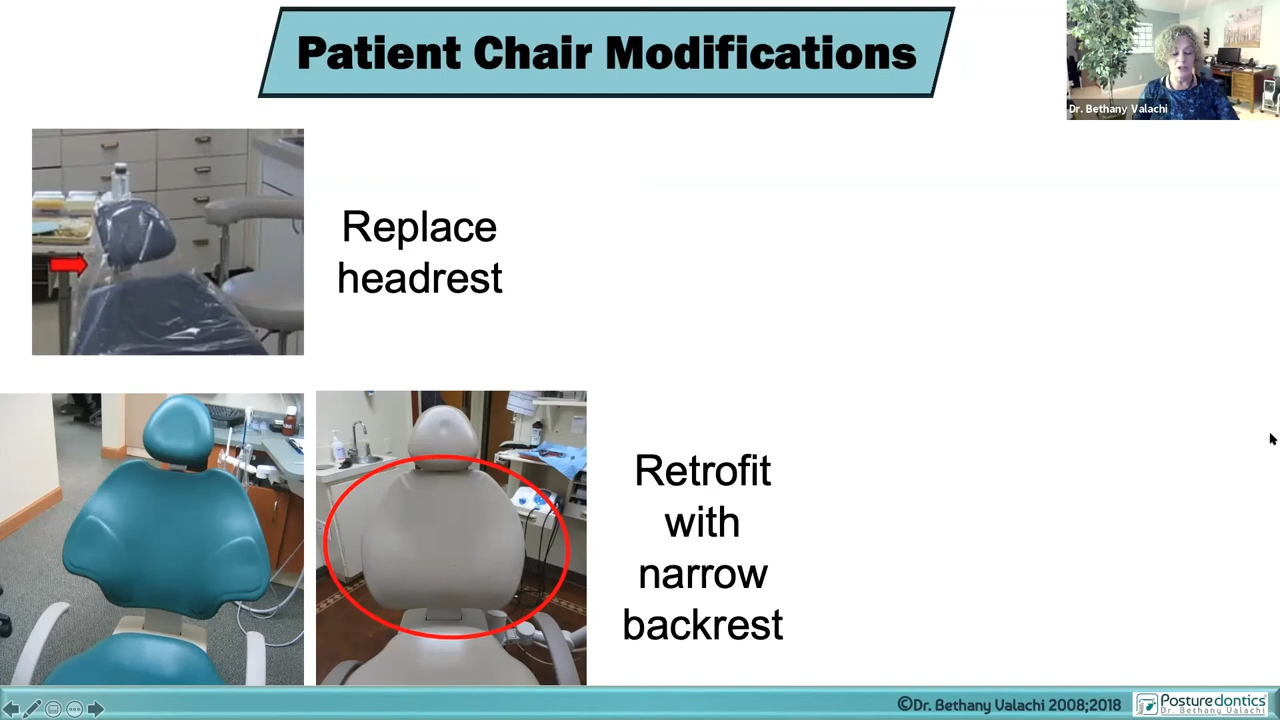 Patient Chair Modifications
Dr. Bethany Valachi
Replace
headrest
Retrofit
with
narrow
backrest
©Dr. Bethany Valachi 2008;2018
Posturedontics
Dr. Bethany Valachi